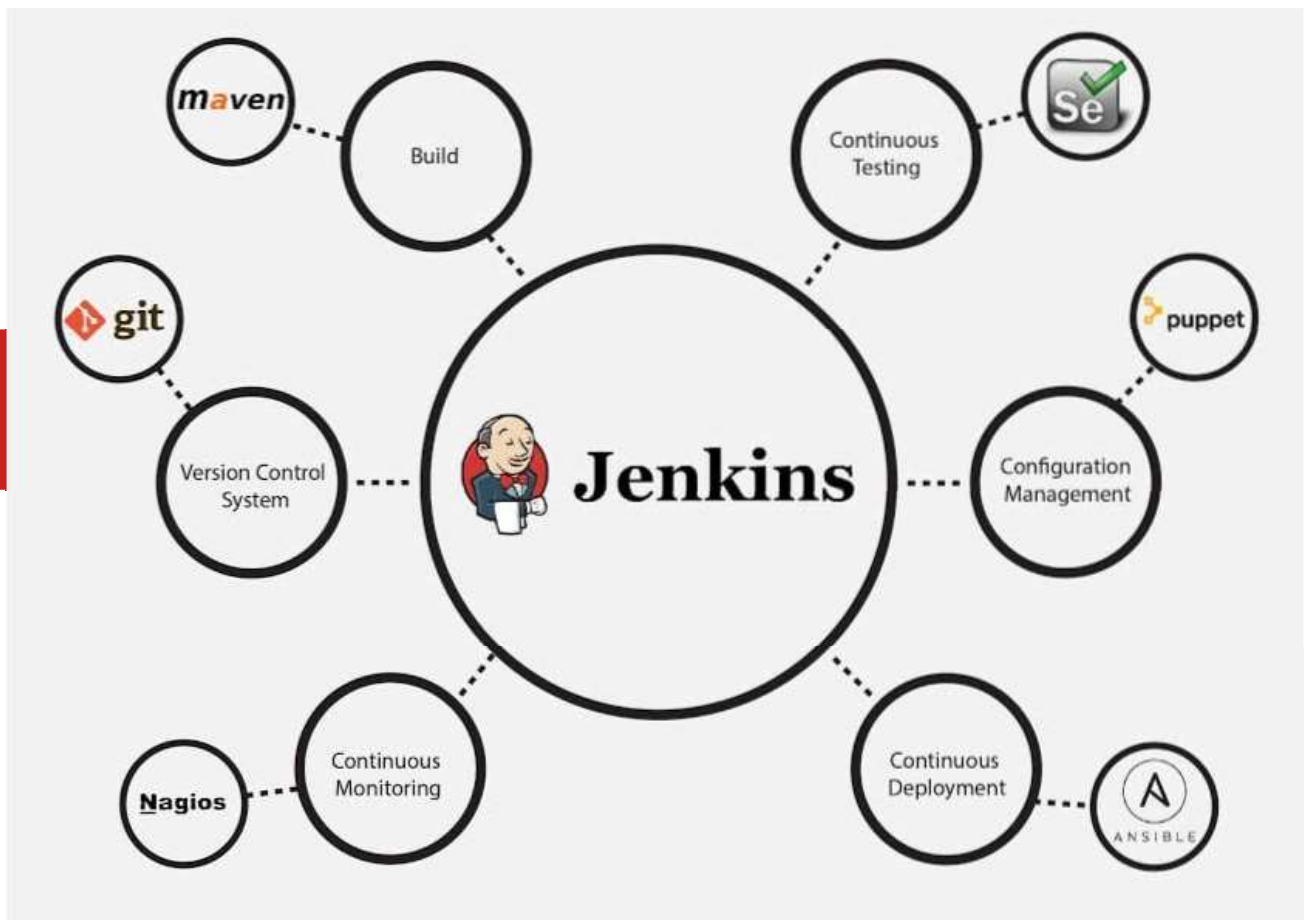 maven
Build
Continuous
Testing
Se
git
puppet
Version Control
System
Jenkins
Configuration
Management
Continuous
Monitoring
Nagios
Continuous
Deployment
A
ANSIBLE